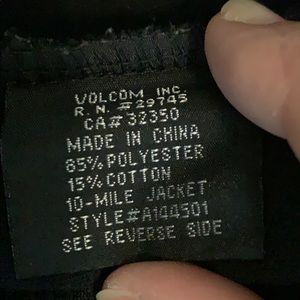 VOLCOM INC
R. N. #29745
CA#32350
MADE IN CHINA
85% POLYESTER
15% COTTON
10-MILE JACKET
STYLE#A144501
SEE REVERSE SIDE